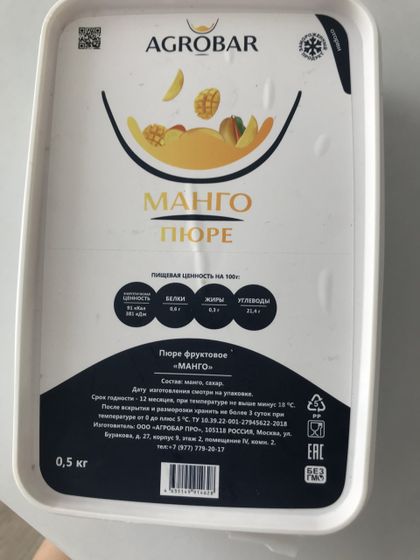 AGROBAR
ЗАМОРОЖЕННЫЙ
ПРОДУКТ
МАНГО
ПЮРЕ
ПИЩЕВАЯ ЦЕННОСТЬ НА 100г:
ЭНЕРГЕТИЧЕСКАЯ
ЦЕННОСТЬ
91 кКал
381 кДж
БЕЛКИ
0,6 г
ЖИРЫ
0,3 г
УГЛЕВОДЫ
21,4 г
Пюре фруктовое
«МАНГО»
Состав: манго, сахар.
Дата изготовления смотри на упаковке.
Срок годности - 12 месяцев, при температуре не выше минус 18 °С.
После вскрытия и разморозки хранить не более 3 суток при
температуре от 0 до плюс 5 °С. ТУ 10.39.22-001-27945622-2018
Изготовитель: ООО «АГРОБАР ПРО», 105118 РОССИЯ, Москва, ул.
Буракова, д. 27, корпус 9, этаж 2, помещение IV, комн. 2.
тел:+7 (977) 779-20-17
5
PP
EAC
БЕЗ
ГМО
0,5 кг